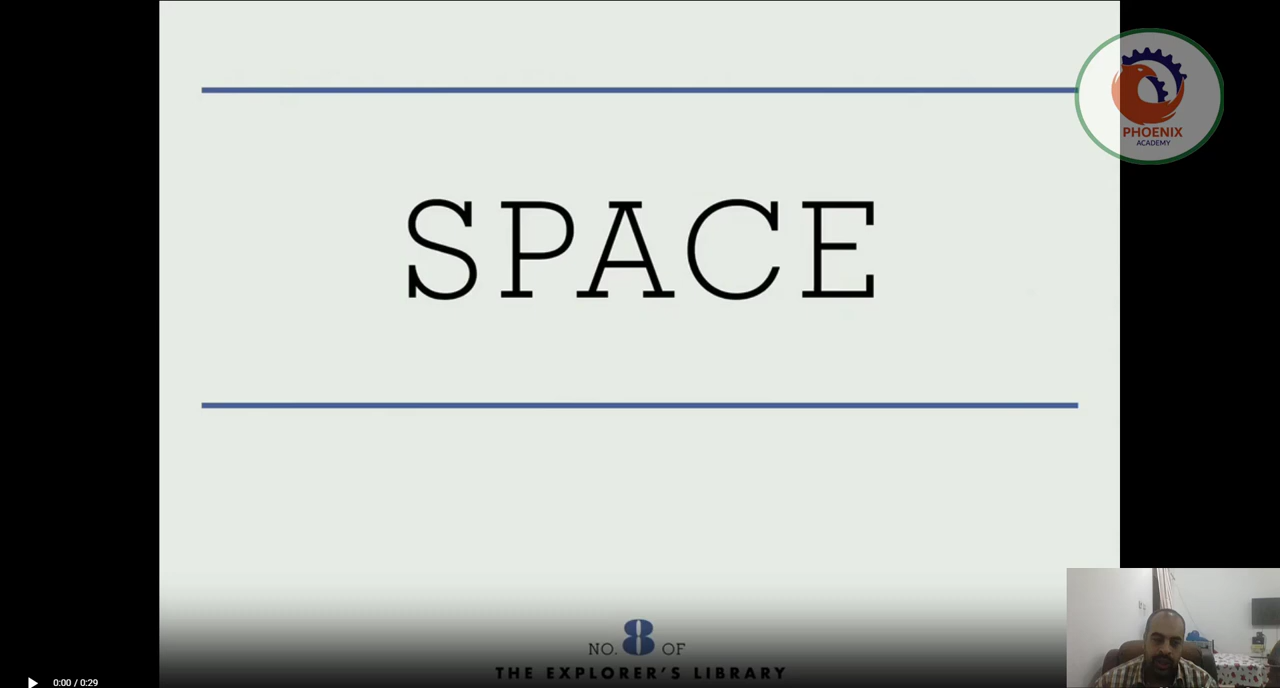 PHOENIX
ACADEMY
SPACE
NO. 8 OF
THE EXPLORER'S LIBRARY
0:00 / 0:29